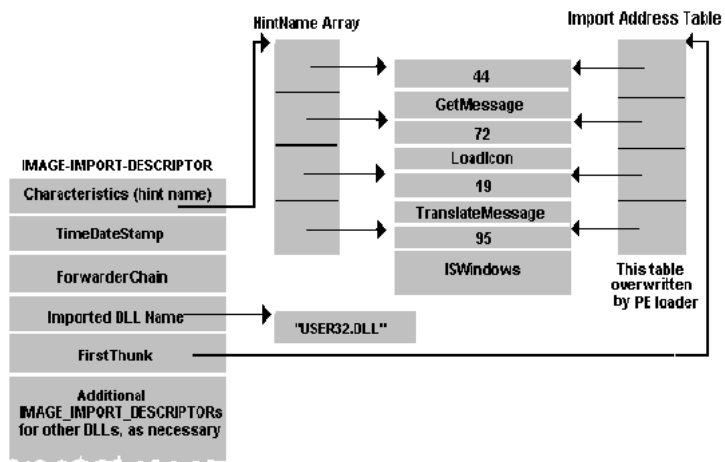 HintName Array
Import Address Table
44
GetMessage
72
LoadIcon
19
TranslateMessage
95
ISWindows
IMAGE-IMPORT-DESCRIPTOR
Characteristics (hint name)
TimeDateStamp
ForwarderChain
Imported DLL Name
"USER32.DLL"
FirstThunk
Additional
IMAGE_IMPORT_DESCRIPTORs
for other DLLs, as necessary
This table
overwritten
by PE loader